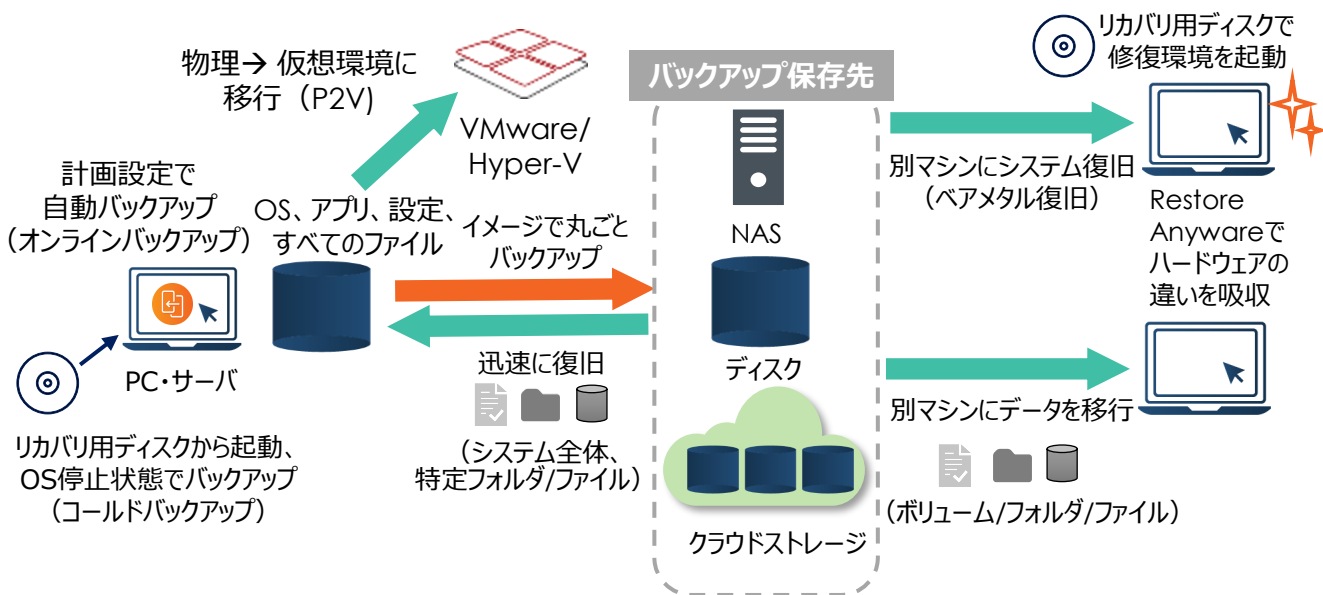 物理→ 仮想環境に
移行（P2V)
VMware/
Hyper-V
計画設定で
自動バックアップ
（オンラインバックアップ）
OS、アプリ、設定、
すべてのファイル
イメージで丸ごと
バックアップ
PC・サーバ
リカバリ用ディスクから起動、
OS停止状態でバックアップ
（コールドバックアップ）
迅速に復旧
（システム全体、
特定フォルダ/ファイル）
バックアップ保存先
NAS
ディスク
クラウドストレージ
リカバリ用ディスクで
修復環境を起動
別マシンにシステム復旧
（ベアメタル復旧）
Restore
Anywareで
ハードウェアの
違いを吸収
別マシンにデータを移行
（ボリューム/フォルダ/ファイル）